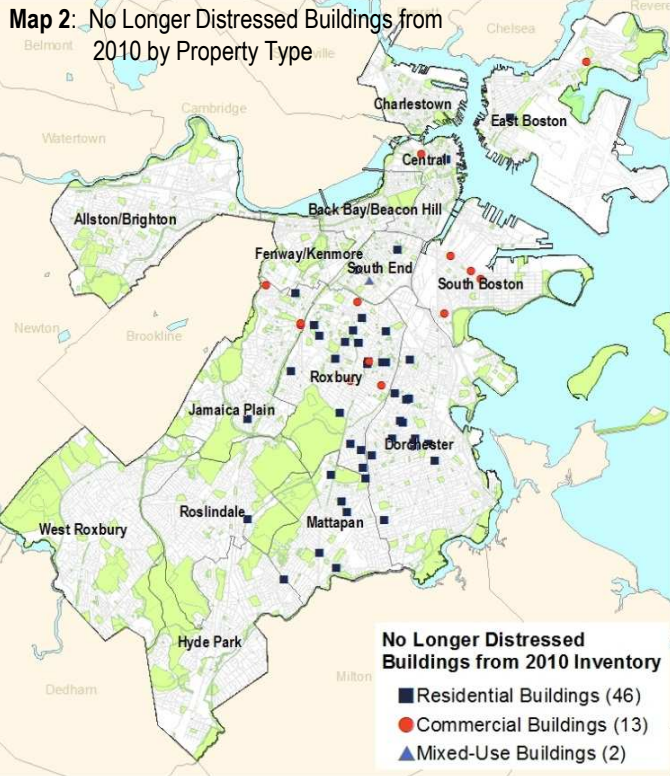 Map 2: No Longer Distressed Buildings from
2010 by Property Type
Revere
Belmont
Chelsea
Charlestown
East Boston
Cambridge
Watertown
Central
Allston/Brighton
Back Bay/Beacon Hill
Fenway/Kenmore
South End
South Boston
Newton
Brookline
Roxbury
Jamaica Plain
Dorchester
Roslindale
West Roxbury
Mattapan
Hyde Park
Milton
Dedham
No Longer Distressed
Buildings from 2010 Inventory
Residential Buildings (46)
Commercial Buildings (13)
Mixed-Use Buildings (2)